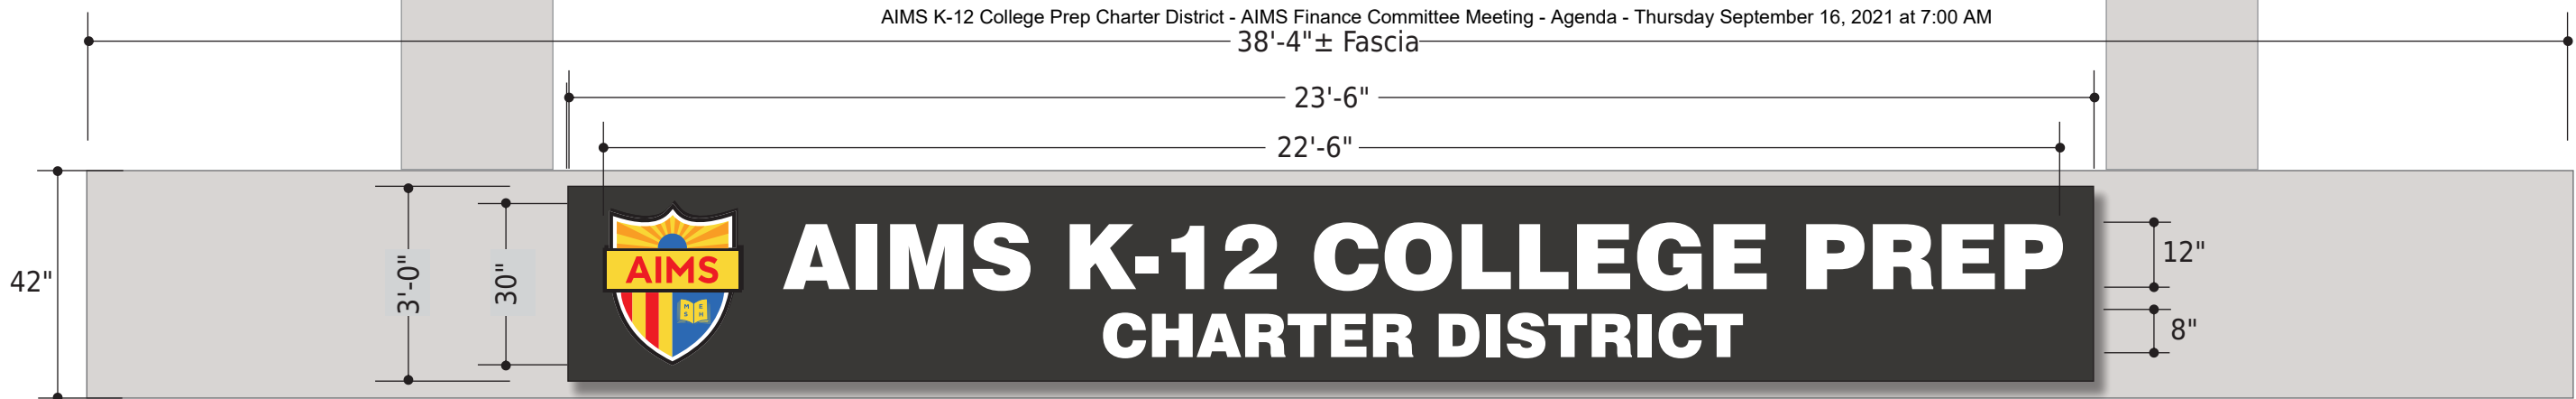 AIMS K-12 College Prep Charter District - AIMS Finance Committee Meeting - Agenda - Thursday September 16, 2021 at 7:00 AM
38'-4"± Fascia
23'-6"
22'-6"
42"
3'-0"
30"
AIMS
M E
S H
AIMS K-12 COLLEGE PREP
CHARTER DISTRICT
12"
8"